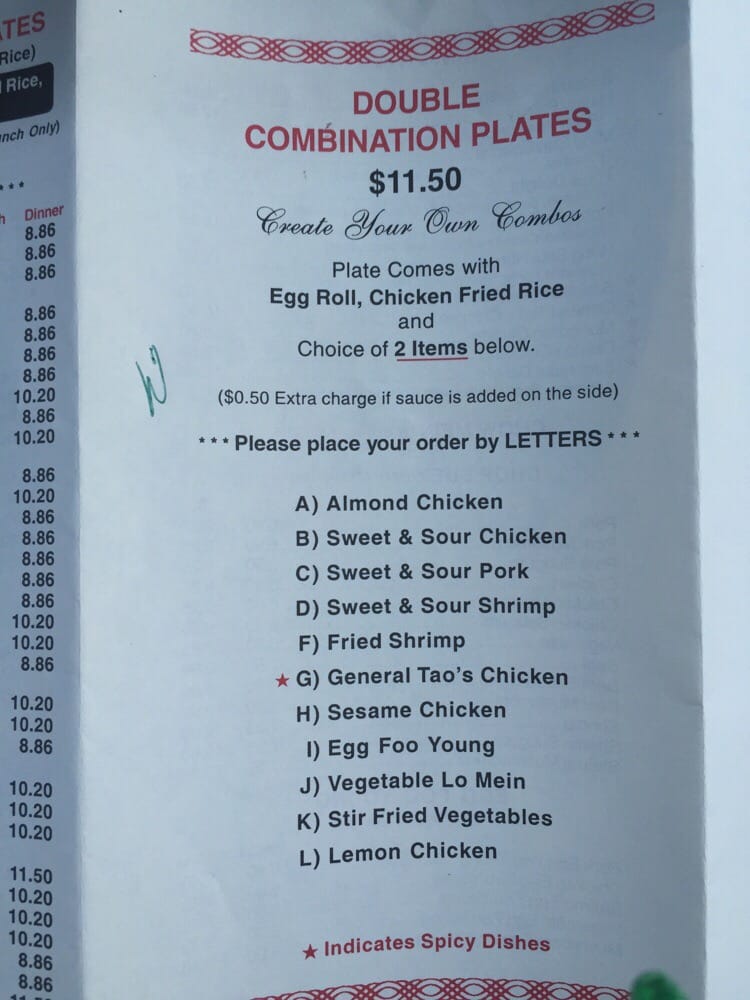 TES
Rice)
Rice,
nch Only)
***
h Dinner
8.86
8.86
8.86
8.86
8.86
8.86
8.86
10.20
8.86
10.20
8.86
10.20
8.86
8.86
8.86
8.86
8.86
10.20
10.20
8.86
10.20
10.20
8.86
10.20
10.20
10.20
11.50
10.20
10.20
10.20
8.86
8.86
DOUBLE
COMBINATION PLATES
$11.50
Create Your Own Combos
Plate Comes with
Egg Roll, Chicken Fried Rice
and
Choice of 2 Items below.
($0.50 Extra charge if sauce is added on the side)
*** Please place your order by LETTERS ***
A) Almond Chicken
B) Sweet & Sour Chicken
C) Sweet & Sour Pork
D) Sweet & Sour Shrimp
F) Fried Shrimp
★ G) General Tao's Chicken
H) Sesame Chicken
I) Egg Foo Young
J) Vegetable Lo Mein
K) Stir Fried Vegetables
L) Lemon Chicken
★ Indicates Spicy Dishes